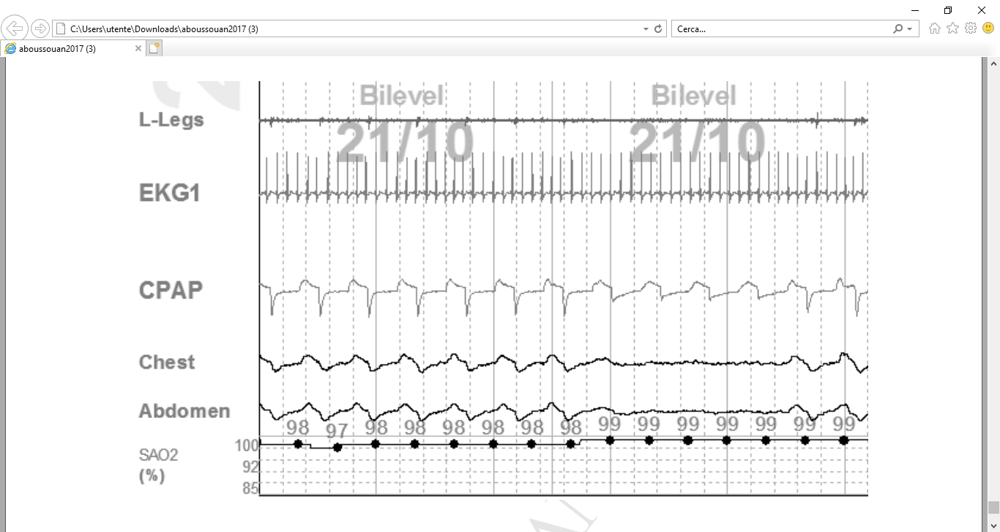 C:\Users\utente\Downloads\aboussouan2017 (3)
Cerca...
aboussouan2017 (3)
Bilevel Bilevel
L-Legs
21/10 21/10
EKG1
CPAP
Chest
Abdomen
98 97 98 98 98 98 98 98 99 99 99 99 99 99 99
SAO2
(%)
100
92
85